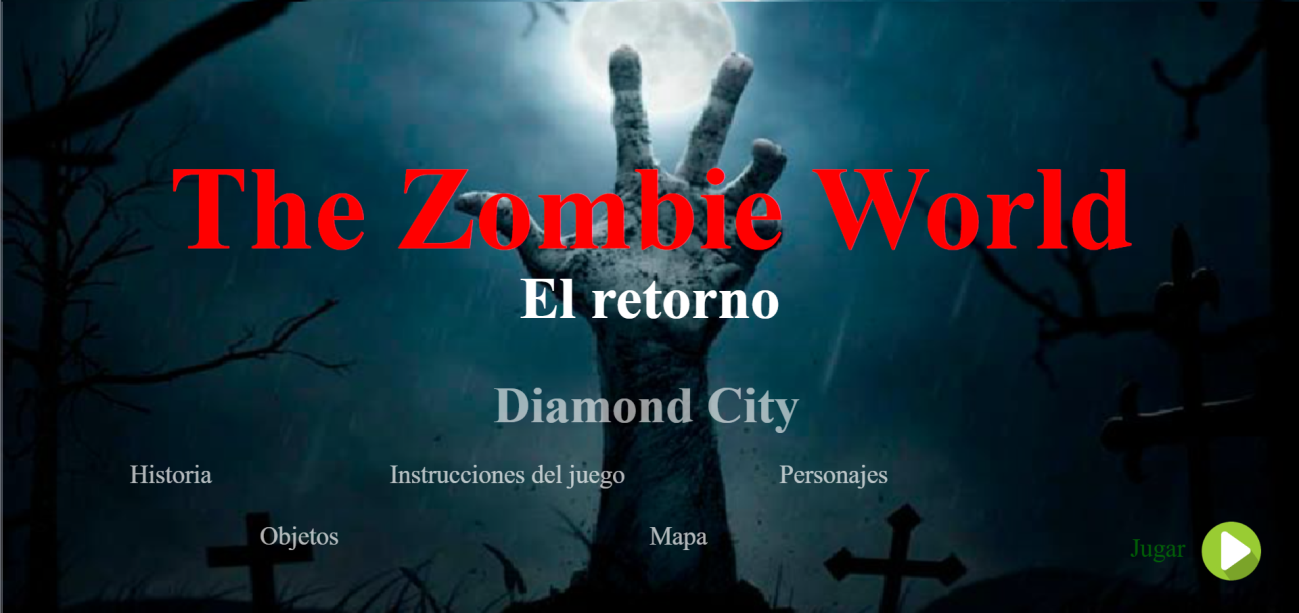 The Zombie World
El retorno
Diamond City
Historia Instrucciones del juego Personajes
Objetos Mapa
Jugar